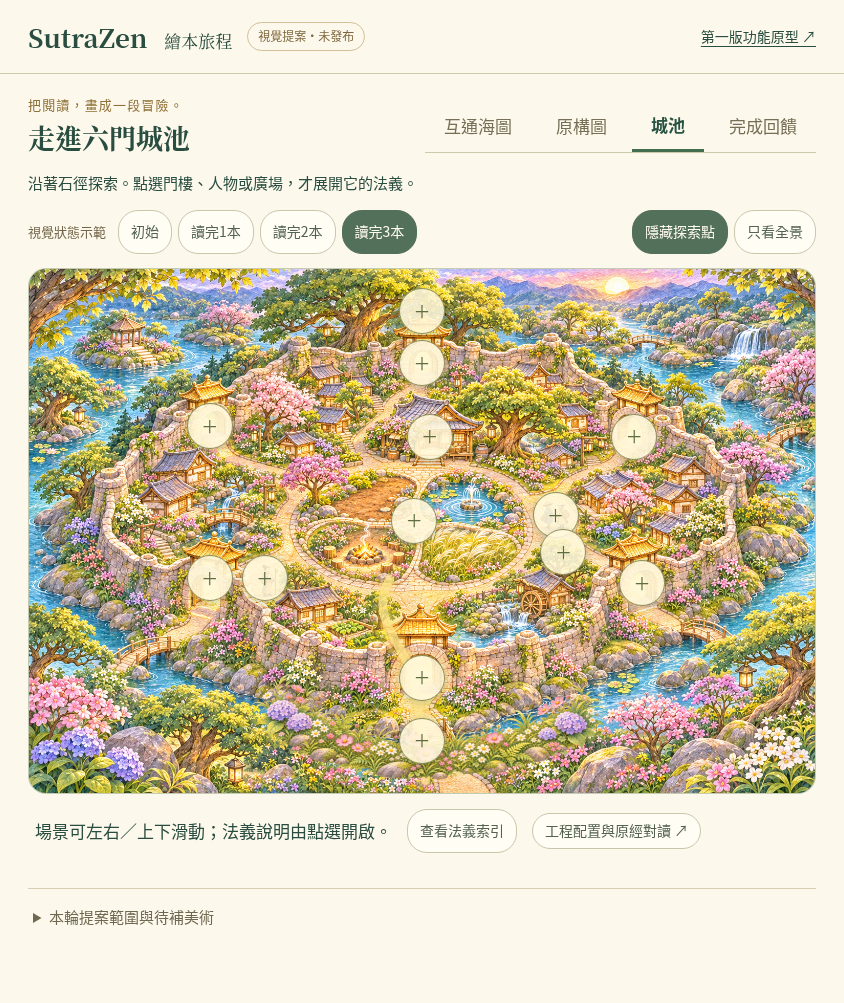 SutraZen 繪本旅程 視覺提案・未發布 第一版功能原型 ↗
把閱讀，畫成一段冒險。
走進六門城池
互通海圖 原構圖 城池 完成回饋
沿著石徑探索。點選門樓、人物或廣場，才展開它的法義。
視覺狀態示範 初始 讀完1本 讀完2本 讀完3本 隱藏探索點 只看全景
場景可左右／上下滑動；法義說明由點選開啟。 查看法義索引 工程配置與原經對讀 ↗
▶ 本輪提案範圍與待補美術